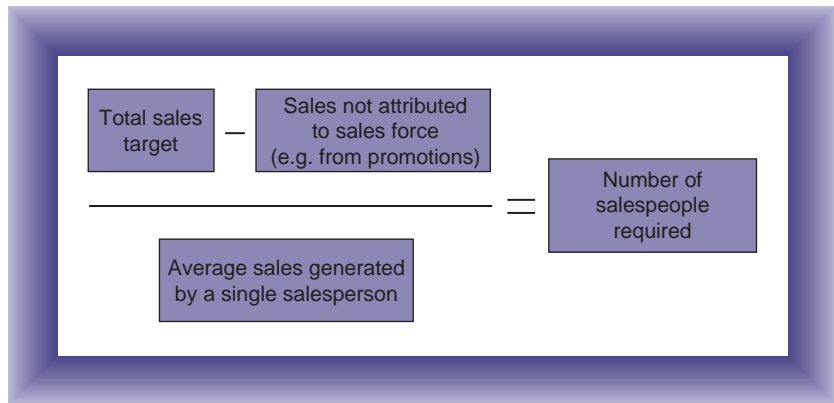 Total sales
target
–
Sales not attributed
to sales force
(e.g. from promotions)
Average sales generated
by a single salesperson
=
Number of
salespeople
required